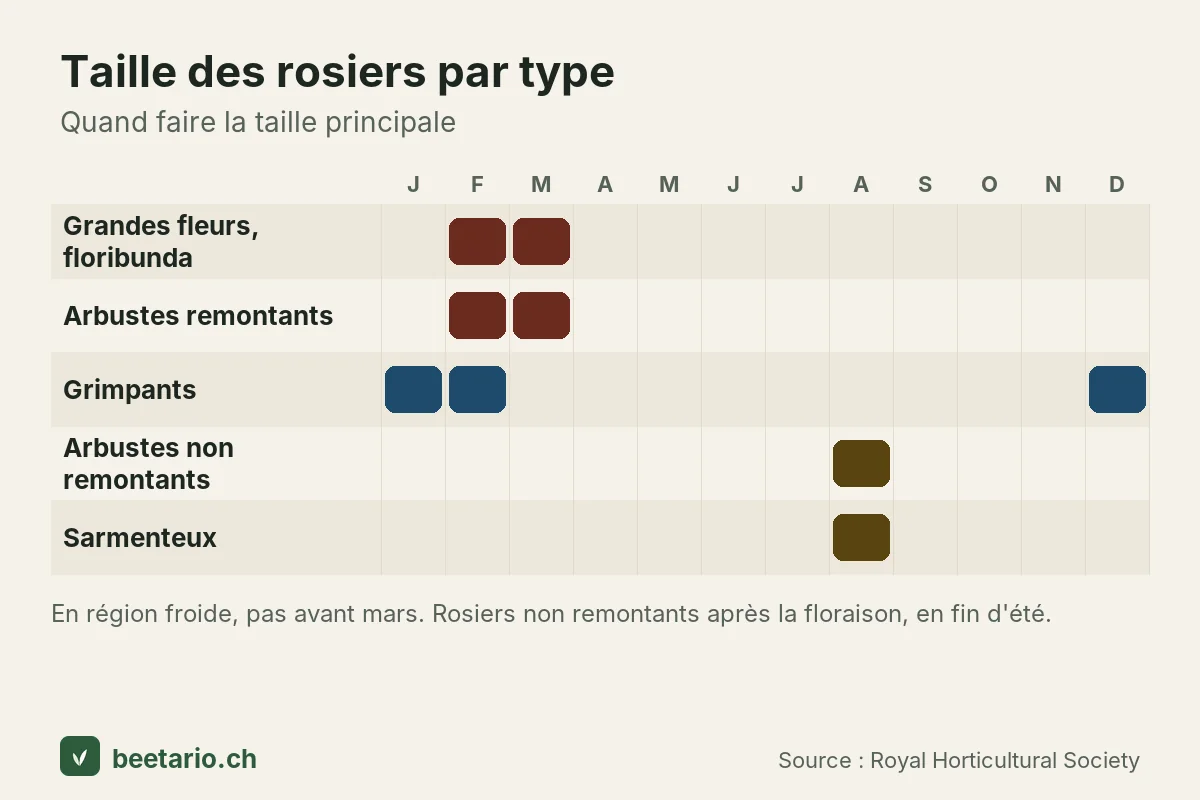 Taille des rosiers par type
Quand faire la taille principale
J F M A M J J A S O N D
Grandes fleurs,
floribunda
Arbustes remontants
Grimpants
Arbustes non
remontants
Sarmenteux
En région froide, pas avant mars. Rosiers non remontants après la floraison, en fin d'été.
beetario.ch
Source : Royal Horticultural Society